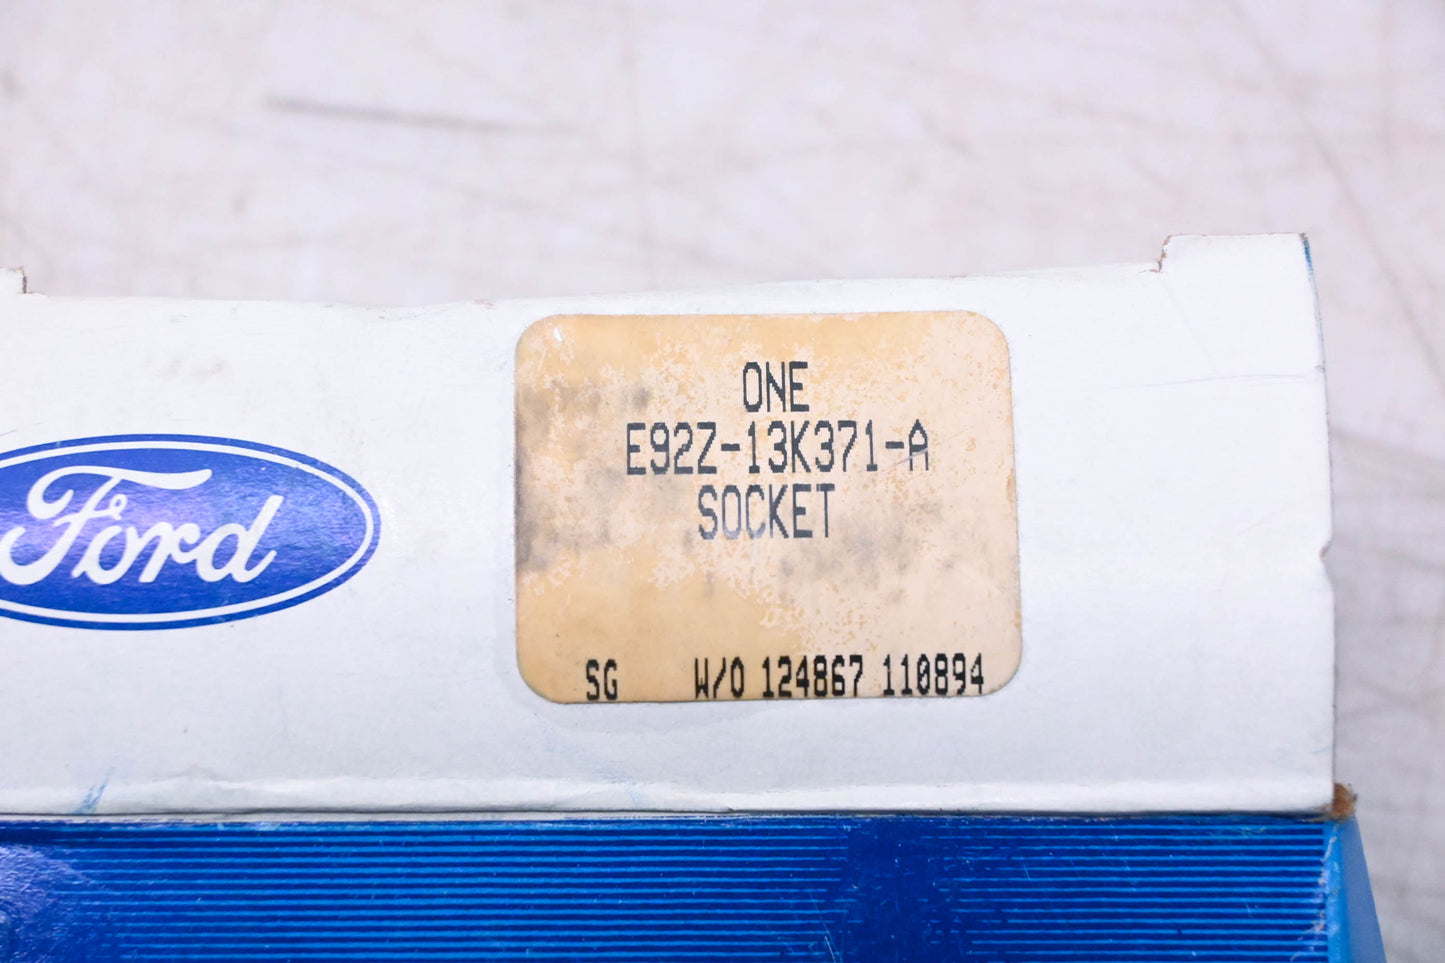 Ford
ONE
E92Z-13K371-A
SOCKET
SG W/O 124867 110894